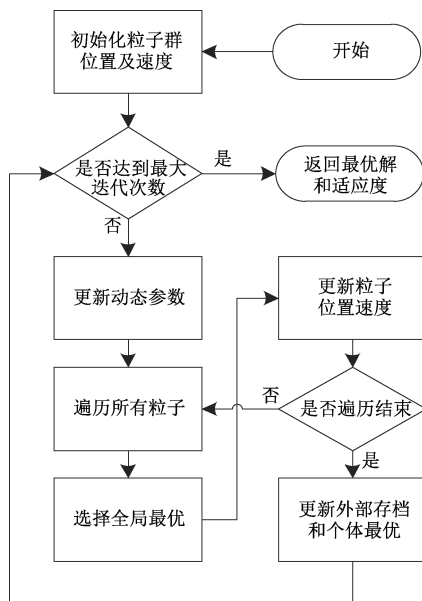 初始化粒子群
位置及速度
开始
是否达到最大
迭代次数
是
返回最优解
和适应度
否
更新动态参数
更新粒子
位置速度
遍历所有粒子
否
是否遍历结束
是
选择全局最优
更新外部存档
和个体最优